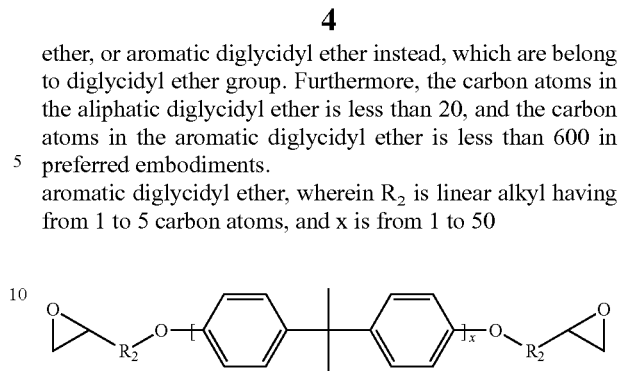 4
ether, or aromatic diglycidyl ether instead, which are belong
to diglycidyl ether group. Furthermore, the carbon atoms in
the aliphatic diglycidyl ether is less than 20, and the carbon
atoms in the aromatic diglycidyl ether is less than 600 in
5 preferred embodiments.
aromatic diglycidyl ether, wherein R₂ is linear alkyl having
from 1 to 5 carbon atoms, and x is from 1 to 50
10
O R₂ O [ ]ₓ O R₂ O